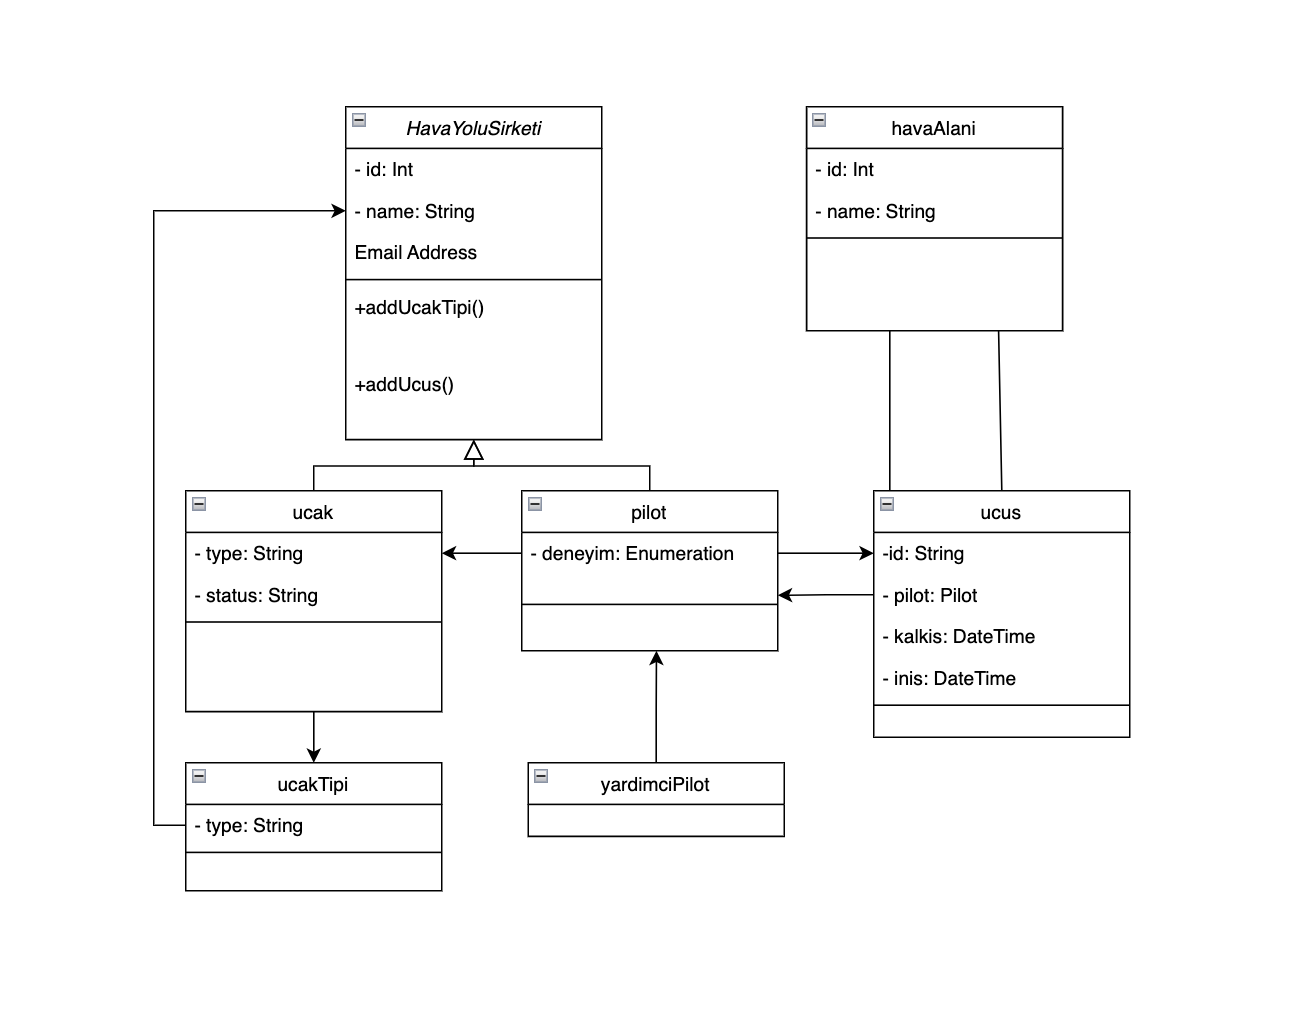 HavaYoluSirketi
- id: Int
- name: String
Email Address
+addUcakTipi()
+addUcus()
havaAlani
- id: Int
- name: String
ucak
- type: String
- status: String
pilot
- deneyim: Enumeration
ucus
-id: String
- pilot: Pilot
- kalkis: DateTime
- inis: DateTime
ucakTipi
- type: String
yardimciPilot